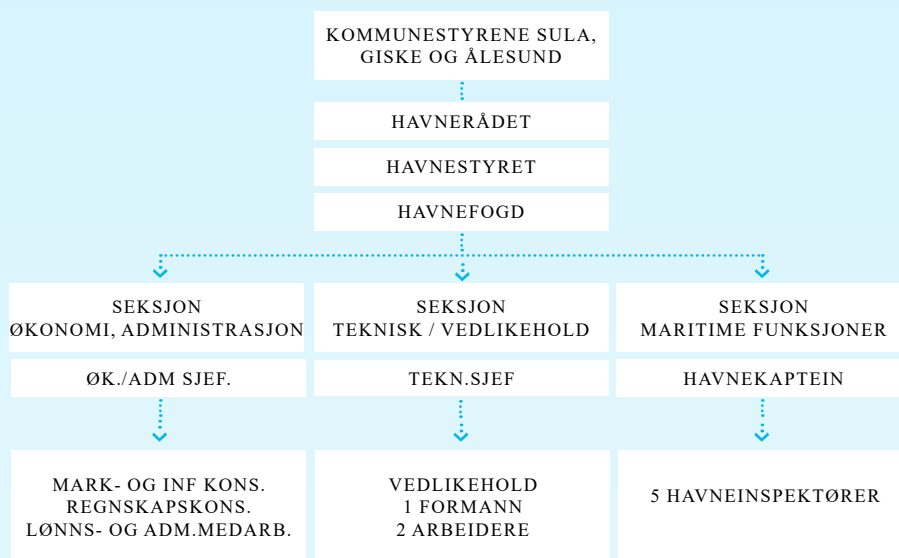 KOMMUNESTYRENE SULA,
GISKE OG ÅLESUND
HAVNERÅDET
HAVNESTYRET
HAVNEFOGD
SEKSJON
ØKONOMI, ADMINISTRASJON
SEKSJON
TEKNISK / VEDLIKEHOLD
SEKSJON
MARITIME FUNKSJONER
ØK./ADM SJEF.
TEKN.SJEF
HAVNEKAPTEIN
MARK- OG INF KONS.
REGNSKAPSKONS.
LØNNS- OG ADM.MEDARB.
VEDLIKEHOLD
1 FORMANN
2 ARBEIDERE
5 HAVNEINSPEKTØRER